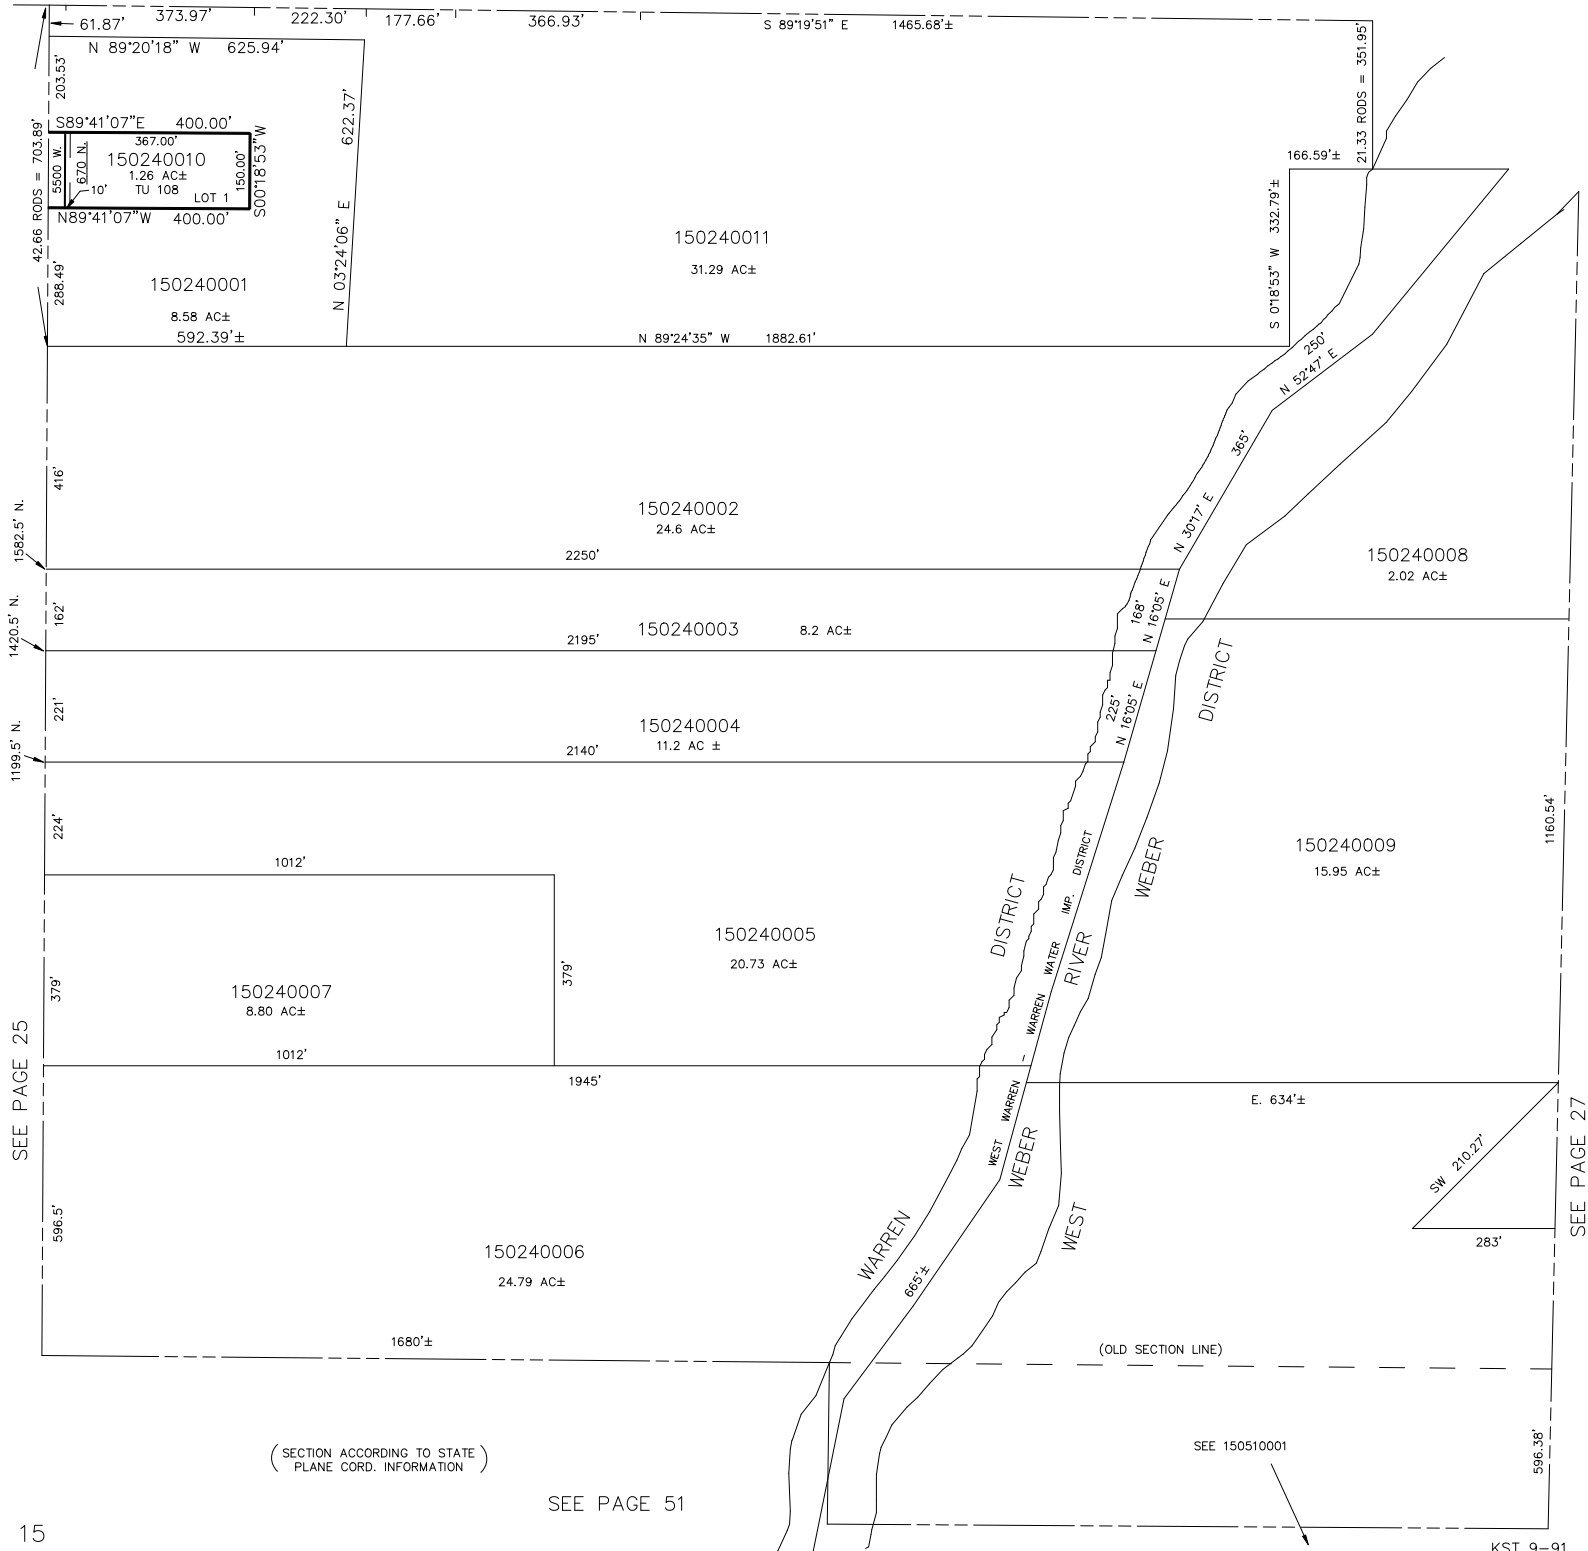 61.87'
373.97'
222.30'
177.66'
366.93'
S 89°19'51" E 1465.68'±
N 89°20'18" W 625.94'
203.53'
42.66 RODS = 703.89'
S89°41'07"E 400.00'
367.00'
5500 W.
670 N.
150240010
1.26 AC±
TU 108
10'
LOT 1
150.00'
S00°18'53"W
N89°41'07"W 400.00'
288.49'
150240001
8.58 AC±
592.39'±
N 03°24'06" E 622.37'
150240011
31.29 AC±
N 89°24'35" W 1882.61'
21.33 RODS = 351.95'
166.59'±
S 0°18'53" W 332.79'±
250'
N 52°47' E
365'
N 30°17' E
416'
150240002
24.6 AC±
1582.5' N.
2250'
150240008
2.02 AC±
162'
150240003 8.2 AC±
168'
N 16°05' E
1420.5' N.
2195'
221'
150240004
11.2 AC ±
225'
N 16°05' E
1199.5' N.
2140'
DISTRICT
224'
1012'
150240009
15.95 AC±
1160.54'
WEBER
DISTRICT
150240005
20.73 AC±
379'
379'
150240007
8.80 AC±
RIVER
WEST WARREN - WARREN WATER IMP. DISTRICT
1012'
1945'
SEE PAGE 25
E. 634'±
SW 210.27'
283'
SEE PAGE 27
WEBER
WEST
WARREN
596.5'
150240006
24.79 AC±
665'±
1680'±
(OLD SECTION LINE)
(SECTION ACCORDING TO STATE
PLANE CORD. INFORMATION)
SEE 150510001
596.38'
SEE PAGE 51
15
KST 9-91